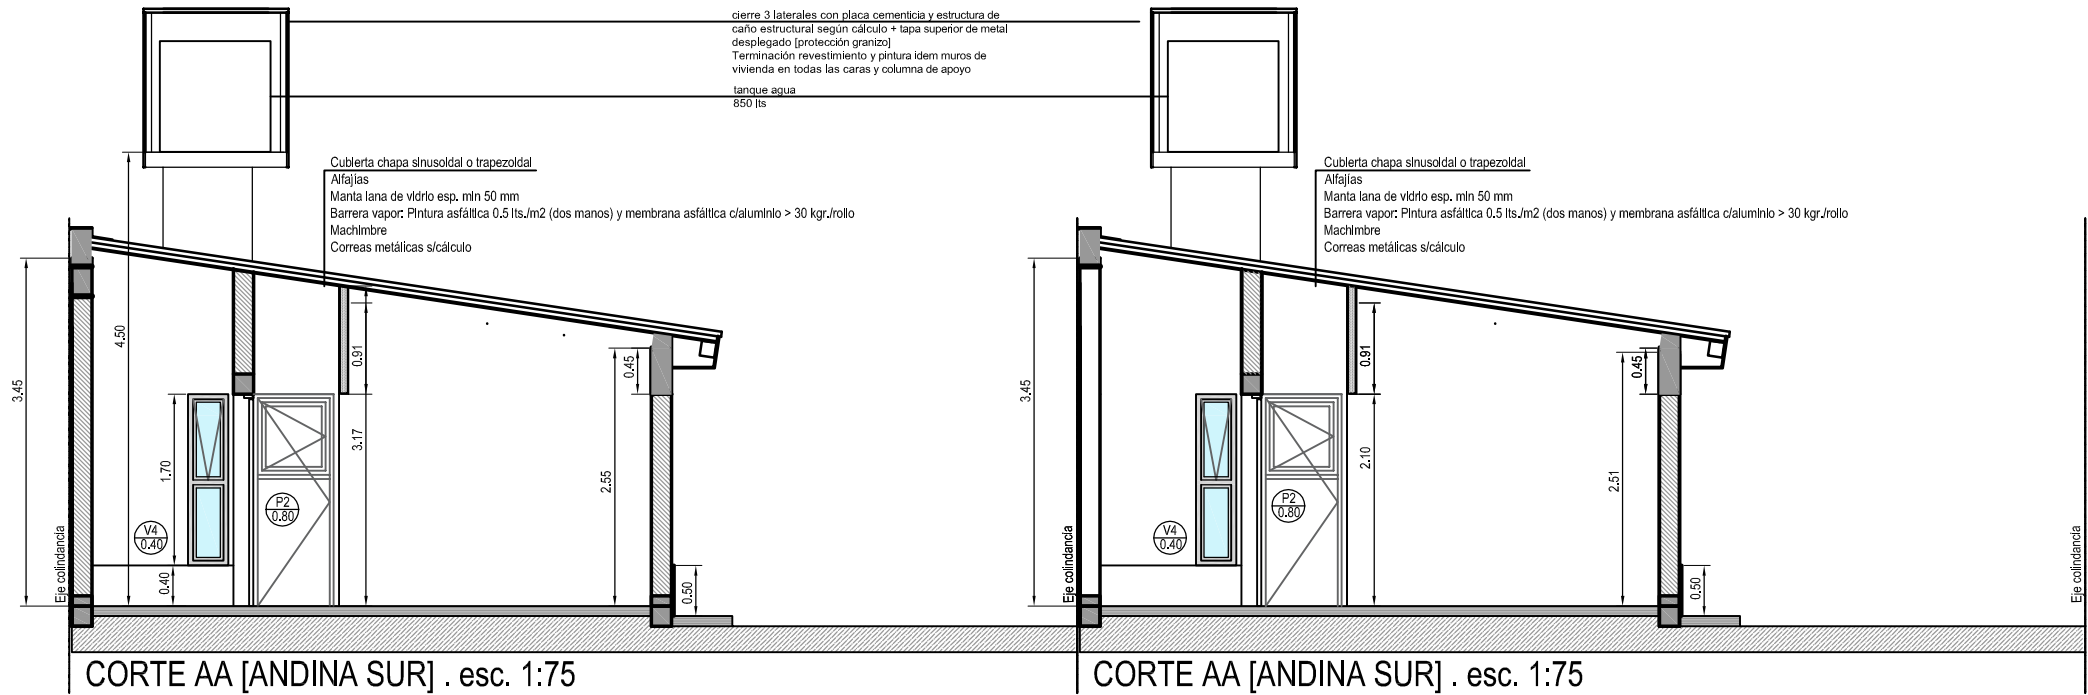 cierre 3 laterales con placa cementicia y estructura de
caño estructural según cálculo + tapa superior de metal
desplegado [protección granizo]
Terminación revestimiento y pintura idem muros de
vivienda en todas las caras y columna de apoyo
tanque agua
850 lts
Cubierta chapa sinusoidal o trapezoidal
Alfajías
Manta lana de vidrio esp. min 50 mm
Barrera vapor: Pintura asfáltica 0.5 lts./m2 (dos manos) y membrana asfáltica c/aluminio > 30 kgr./rollo
Machimbre
Correas metálicas s/cálculo
Cubierta chapa sinusoidal o trapezoidal
Alfajías
Manta lana de vidrio esp. min 50 mm
Barrera vapor: Pintura asfáltica 0.5 lts./m2 (dos manos) y membrana asfáltica c/aluminio > 30 kgr./rollo
Machimbre
Correas metálicas s/cálculo
3.45
4.50
1.70
0.40
V4
0.40
P2
0.80
0.91
3.17
2.55
0.45
0.50
Eje colindancia
3.45
V4
0.40
P2
0.80
0.91
2.10
2.51
0.45
0.50
Eje colindancia
Eje colindancia
CORTE AA [ANDINA SUR] . esc. 1:75
CORTE AA [ANDINA SUR] . esc. 1:75